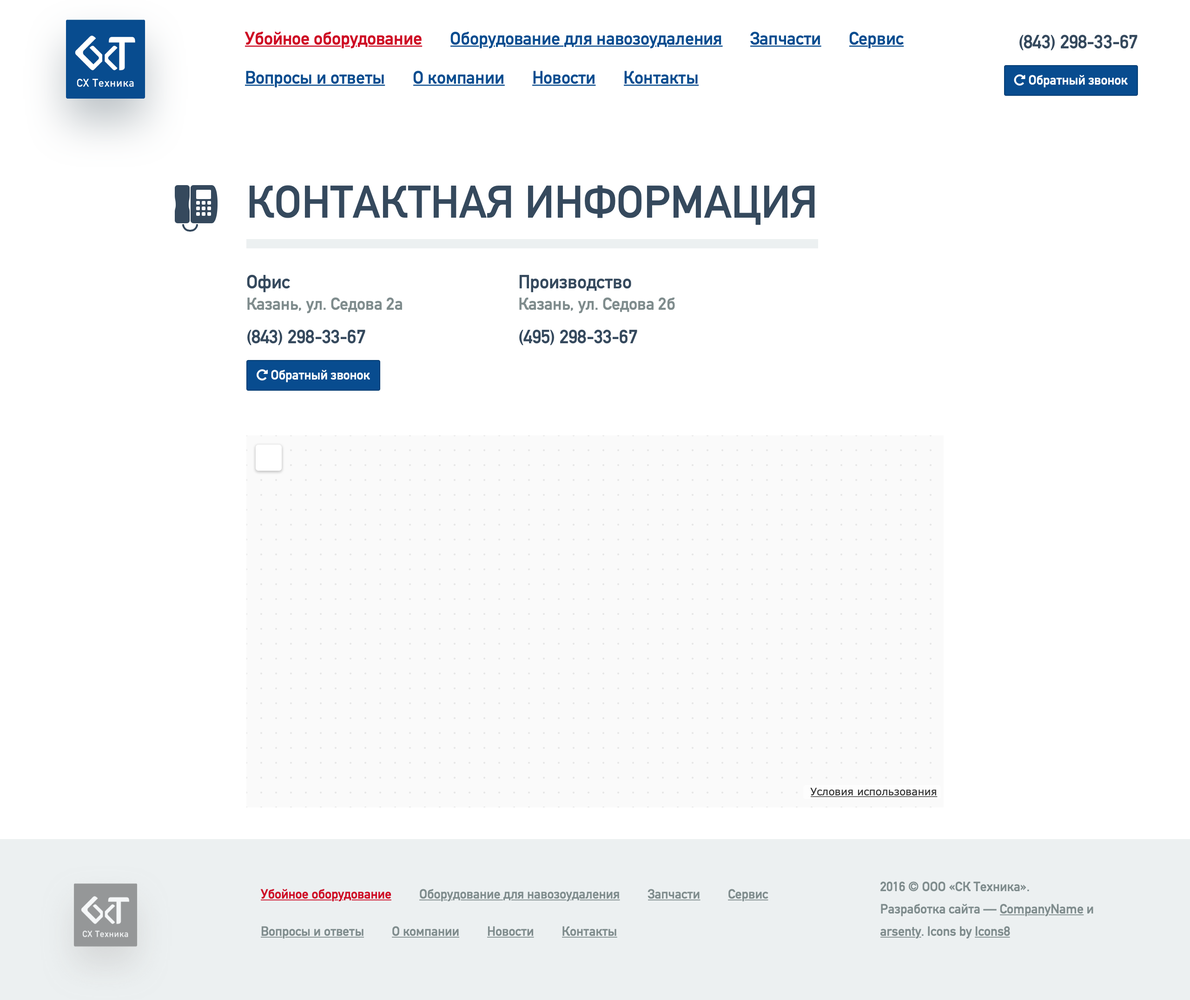 СХ Техника
Убойное оборудование Оборудование для навозоудаления Запчасти Сервис
Вопросы и ответы О компании Новости Контакты
(843) 298-33-67
Обратный звонок
КОНТАКТНАЯ ИНФОРМАЦИЯ
Офис
Казань, ул. Седова 2а
(843) 298-33-67
Обратный звонок
Производство
Казань, ул. Седова 2б
(495) 298-33-67
Условия использования
СХ Техника
Убойное оборудование Оборудование для навозоудаления Запчасти Сервис
Вопросы и ответы О компании Новости Контакты
2016 © ООО «СК Техника».
Разработка сайта — CompanyName и
arsenty. Icons by Icons8